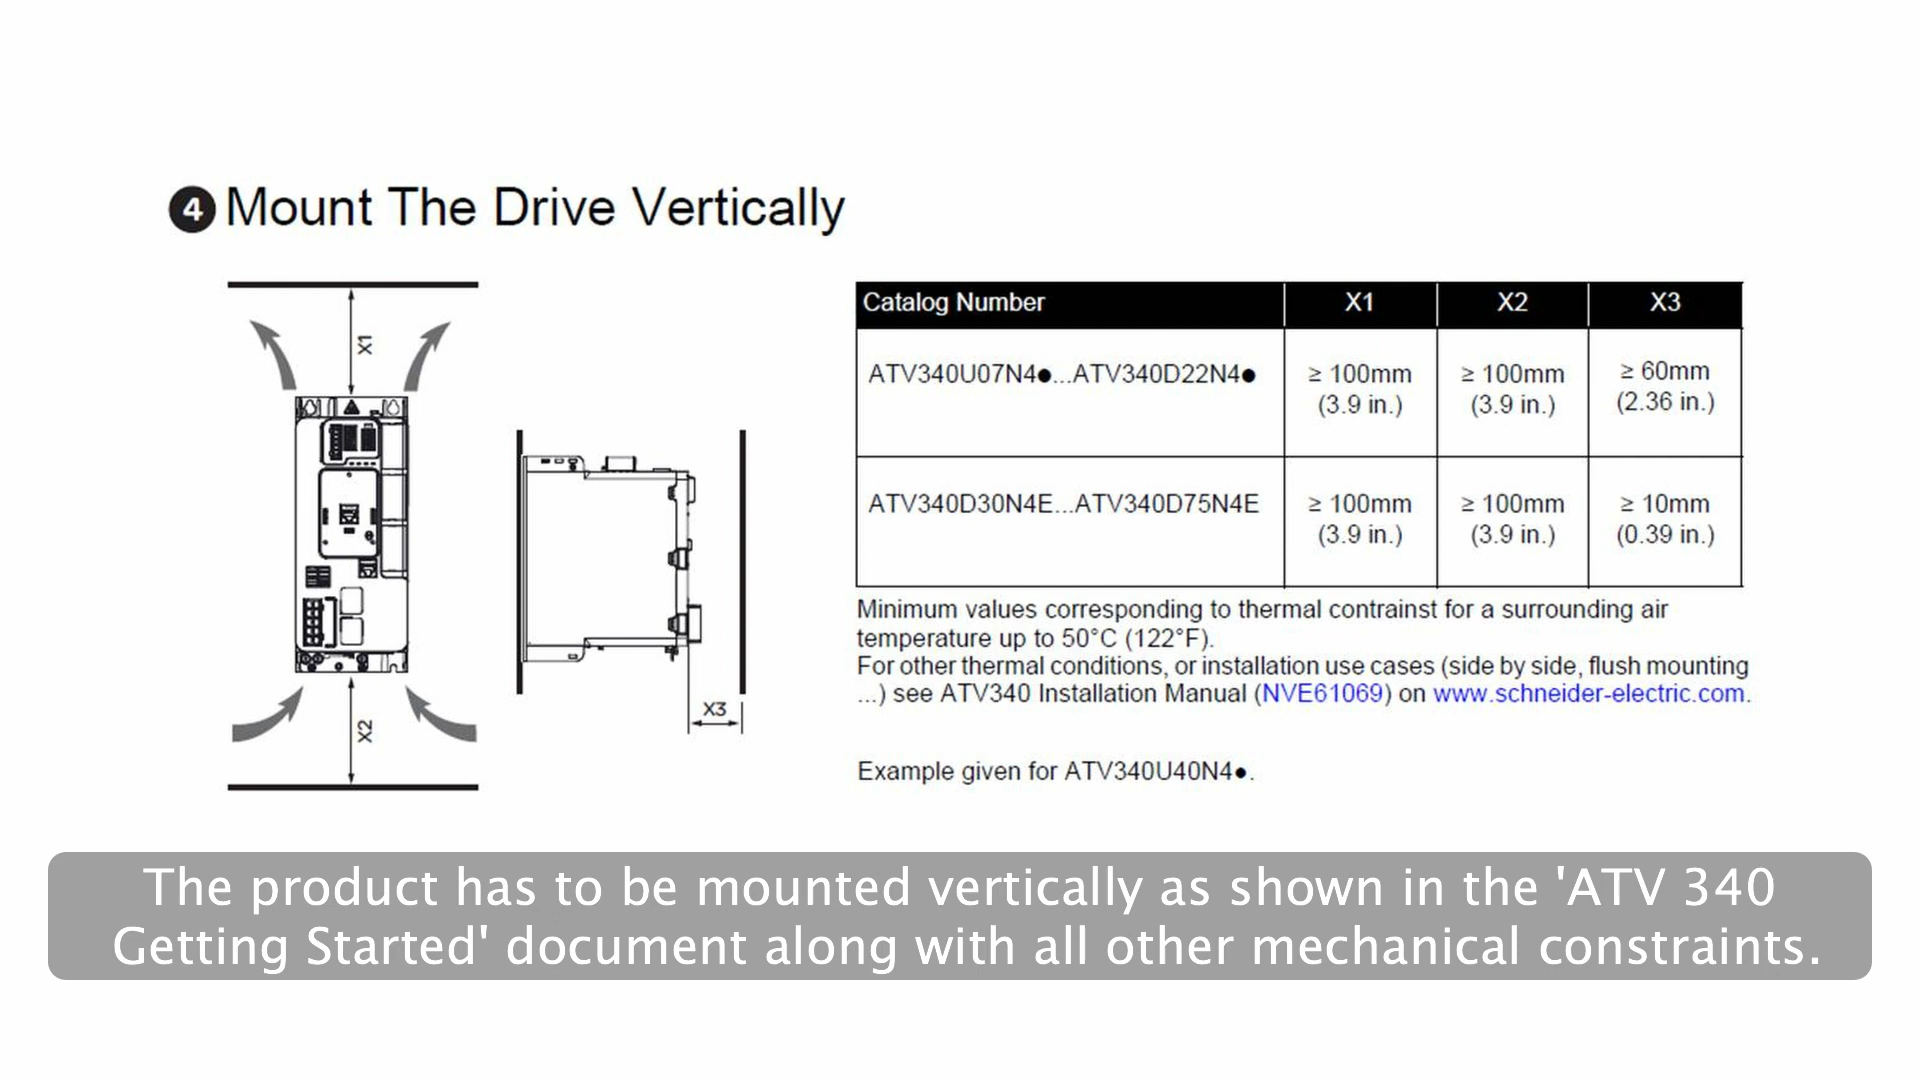 4 Mount The Drive Vertically
X1
X2
X3
Catalog Number X1 X2 X3
ATV340U07N4●...ATV340D22N4● ≥ 100mm (3.9 in.) ≥ 100mm (3.9 in.) ≥ 60mm (2.36 in.)
ATV340D30N4E...ATV340D75N4E ≥ 100mm (3.9 in.) ≥ 100mm (3.9 in.) ≥ 10mm (0.39 in.)
Minimum values corresponding to thermal contrainst for a surrounding air
temperature up to 50°C (122°F).
For other thermal conditions, or installation use cases (side by side, flush mounting
...) see ATV340 Installation Manual (NVE61069) on www.schneider-electric.com.
Example given for ATV340U40N4●.
The product has to be mounted vertically as shown in the 'ATV 340
Getting Started' document along with all other mechanical constraints.